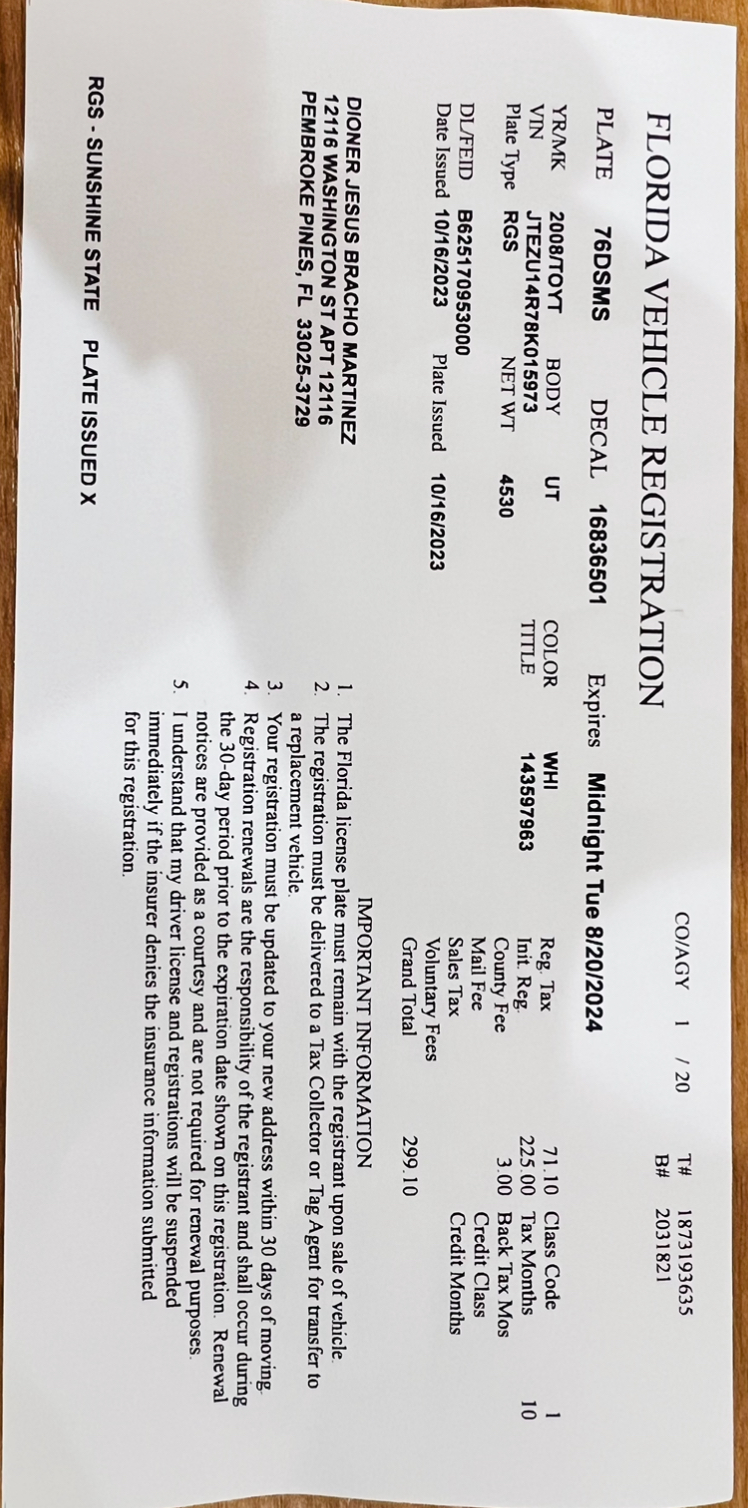 CO/AGY 1 / 20 T# 1873193635
B# 2031821
FLORIDA VEHICLE REGISTRATION
PLATE 76DSMS DECAL 16836501 Expires Midnight Tue 8/20/2024
YR/MK 2008/TOYT BODY UT COLOR WHI Reg. Tax 71.10 Class Code 1
VIN JTEZU14R78K015973 TITLE 143597963 Init. Reg. 225.00 Tax Months 10
Plate Type RGS NET WT 4530 County Fee 3.00 Back Tax Mos
Mail Fee Credit Class
DL/FEID B625170953000 Sales Tax Credit Months
Date Issued 10/16/2023 Plate Issued 10/16/2023 Voluntary Fees
Grand Total 299.10
IMPORTANT INFORMATION
DIONER JESUS BRACHO MARTINEZ
12116 WASHINGTON ST APT 12116
PEMBROKE PINES, FL 33025-3729
1. The Florida license plate must remain with the registrant upon sale of vehicle.
2. The registration must be delivered to a Tax Collector or Tag Agent for transfer to
a replacement vehicle.
3. Your registration must be updated to your new address within 30 days of moving.
4. Registration renewals are the responsibility of the registrant and shall occur during
the 30-day period prior to the expiration date shown on this registration. Renewal
notices are provided as a courtesy and are not required for renewal purposes.
5. I understand that my driver license and registrations will be suspended
immediately if the insurer denies the insurance information submitted
for this registration.
RGS - SUNSHINE STATE PLATE ISSUED X